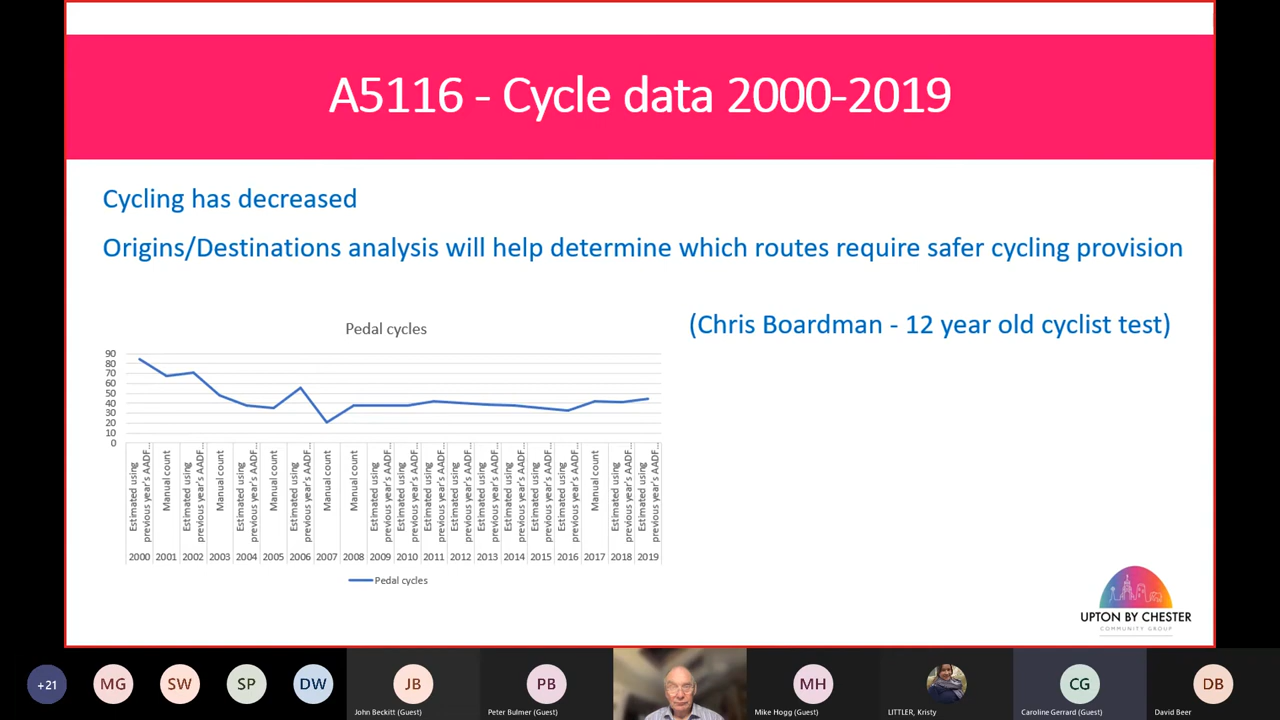 A5116 - Cycle data 2000-2019
Cycling has decreased
Origins/Destinations analysis will help determine which routes require safer cycling provision
(Chris Boardman - 12 year old cyclist test)
Pedal cycles
90
80
70
60
50
40
30
20
10
0
Estimated using previous year's AADF...
Manual count
Estimated using previous year's AADF...
Manual count
Estimated using previous year's AADF...
Manual count
Estimated using previous year's AADF...
Manual count
Manual count
Estimated using previous year's AADF...
Estimated using previous year's AADF...
Estimated using previous year's AADF...
Estimated using previous year's AADF...
Estimated using previous year's AADF...
Estimated using previous year's AADF...
Estimated using previous year's AADF...
Estimated using previous year's AADF...
Manual count
Estimated using previous year's AADF...
Estimated using previous year's AADF...
2000 2001 2002 2003 2004 2005 2006 2007 2008 2009 2010 2011 2012 2013 2014 2015 2016 2017 2018 2019
Pedal cycles
UPTON BY CHESTER
COMMUNITY GROUP
+21 MG SW SP DW JB PB MH CG DB
John Beckitt (Guest) Peter Bulmer (Guest) Mike Hogg (Guest) LITTLER, Kristy Caroline Gerrard (Guest) David Beer